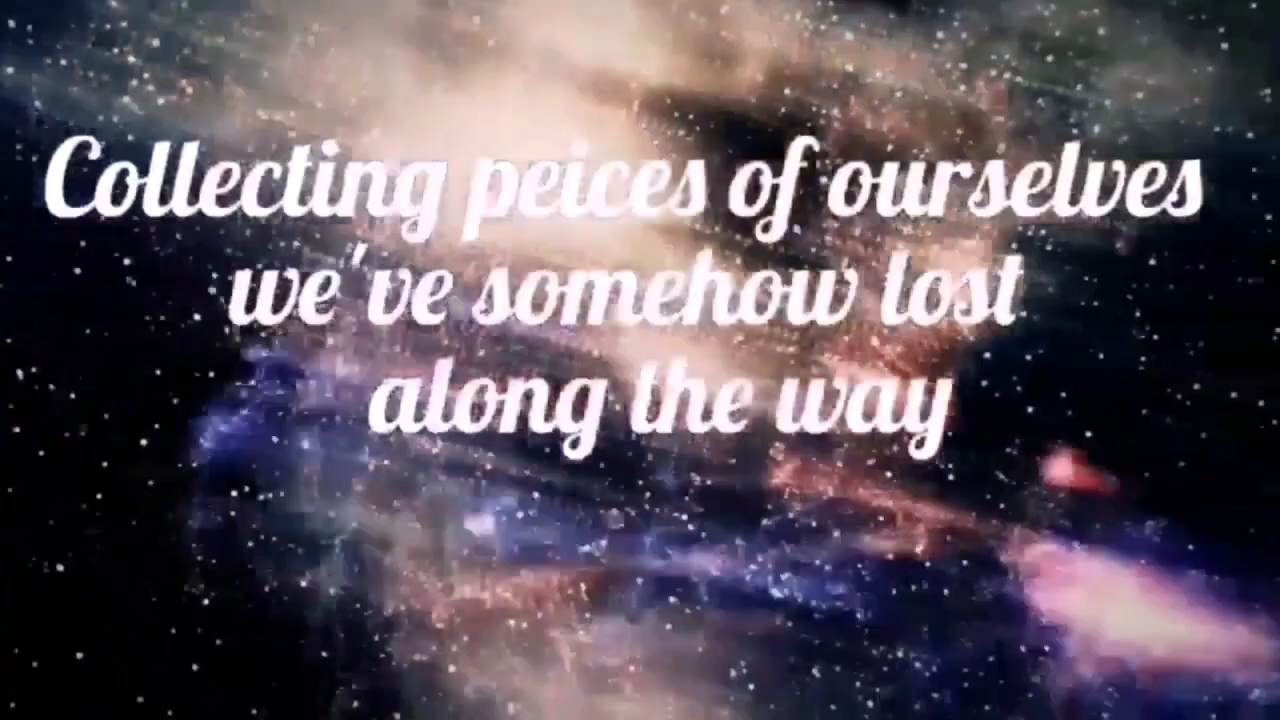 Collecting peices of ourselves
we've somehow lost
along the way